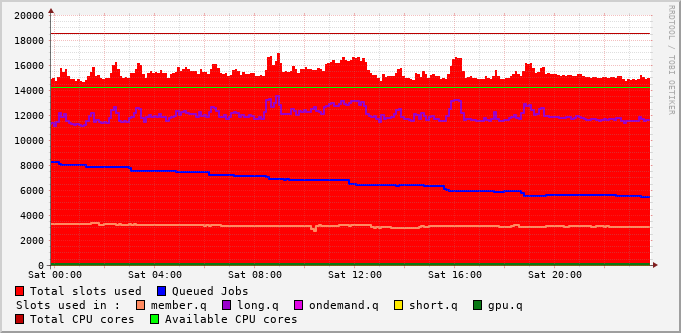 20000
18000
16000
14000
12000
10000
8000
6000
4000
2000
0
Sat 00:00 Sat 04:00 Sat 08:00 Sat 12:00 Sat 16:00 Sat 20:00
Total slots used Queued Jobs
Slots used in : member.q long.q ondemand.q short.q gpu.q
Total CPU cores Available CPU cores
RRDTOOL / TOBI OETIKER